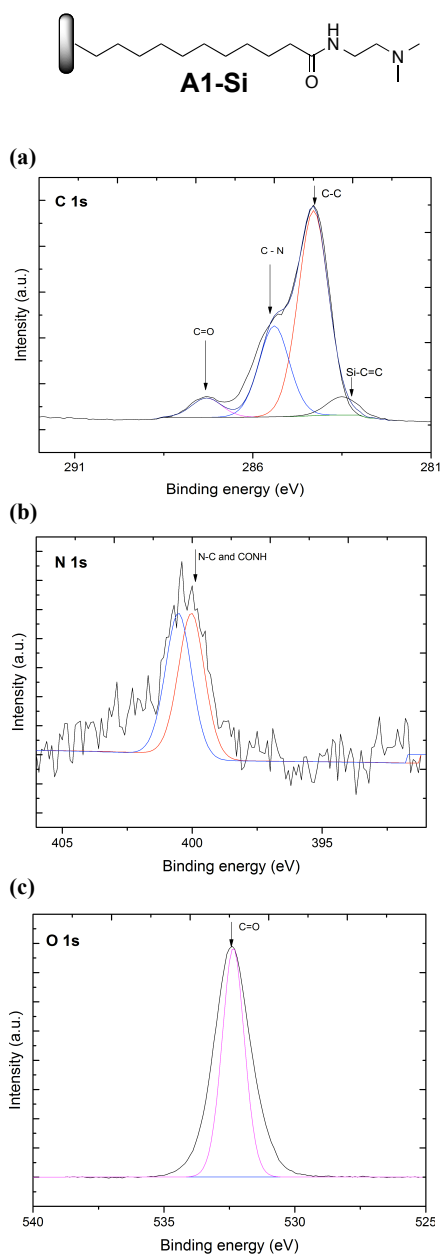 H
N
N
O
A1-Si
(a)
C 1s
C-C
C - N
C=O
Si-C=C
Intensity (a.u.)
291 286 281
Binding energy (eV)
(b)
N 1s
N-C and CONH
Intensity (a.u.)
405 400 395
Binding energy (eV)
(c)
O 1s
C=O
Intensity (a.u.)
540 535 530 525
Binding energy (eV)